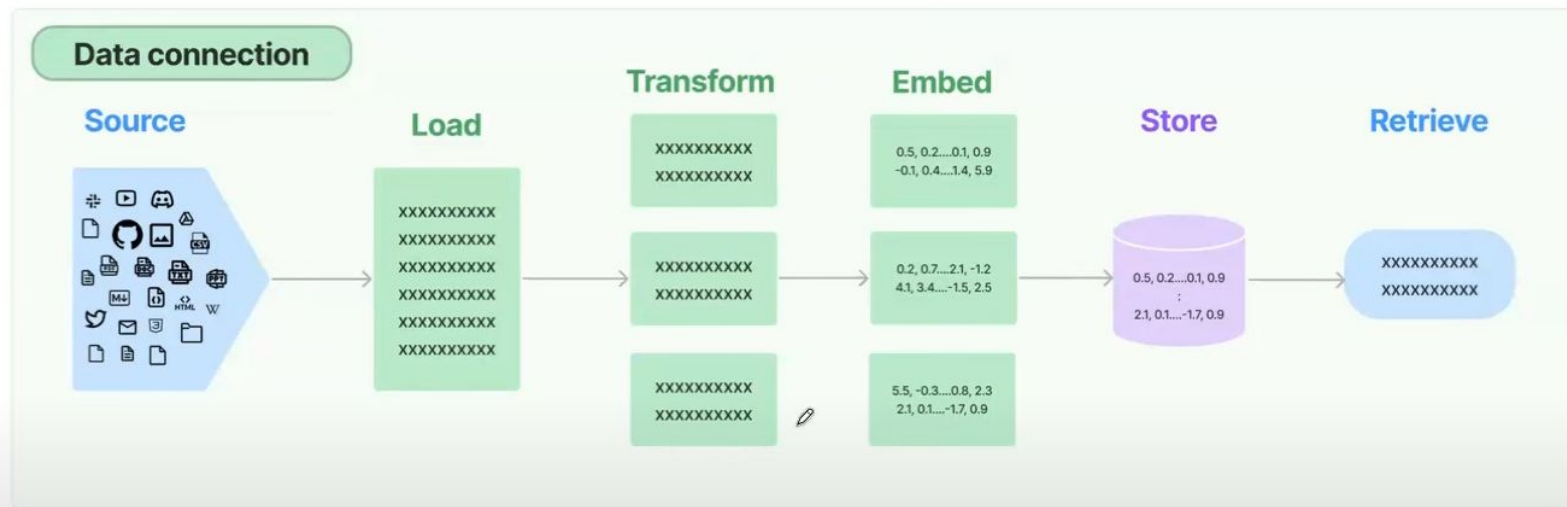 Data connection
Source
Load
Transform
Embed
Store
Retrieve
CSV
TXT
PPT
M↓
HTML
W
3
XXXXXXXXXX
XXXXXXXXXX
XXXXXXXXXX
XXXXXXXXXX
XXXXXXXXXX
XXXXXXXXXX
XXXXXXXXXX
XXXXXXXXXX
XXXXXXXXXX
XXXXXXXXXX
XXXXXXXXXX
XXXXXXXXXX
0.5, 0.2....0.1, 0.9
-0.1, 0.4....1.4, 5.9
0.2, 0.7....2.1, -1.2
4.1, 3.4....-1.5, 2.5
5.5, -0.3....0.8, 2.3
2.1, 0.1....-1.7, 0.9
0.5, 0.2....0.1, 0.9
:
2.1, 0.1....-1.7, 0.9
XXXXXXXXXX
XXXXXXXXXX